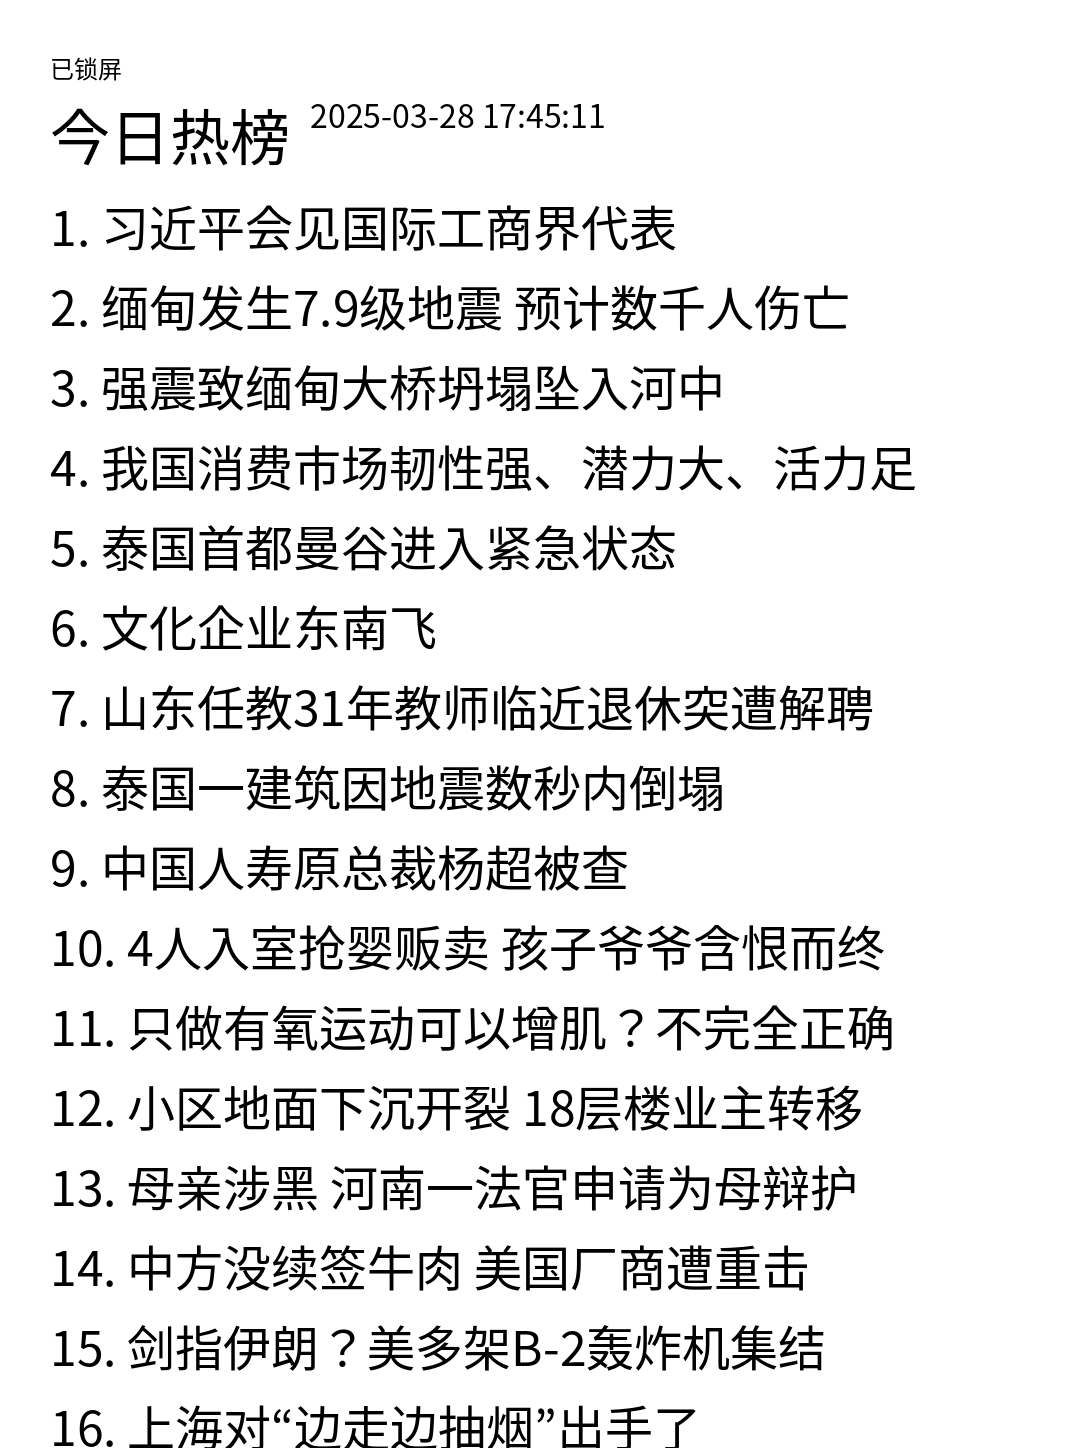 已锁屏
今日热榜 2025-03-28 17:45:11
1. 习近平会见国际工商界代表
2. 缅甸发生7.9级地震 预计数千人伤亡
3. 强震致缅甸大桥坍塌坠入河中
4. 我国消费市场韧性强、潜力大、活力足
5. 泰国首都曼谷进入紧急状态
6. 文化企业东南飞
7. 山东任教31年教师临近退休突遭解聘
8. 泰国一建筑因地震数秒内倒塌
9. 中国人寿原总裁杨超被查
10. 4人入室抢婴贩卖 孩子爷爷含恨而终
11. 只做有氧运动可以增肌？不完全正确
12. 小区地面下沉开裂 18层楼业主转移
13. 母亲涉黑 河南一法官申请为母辩护
14. 中方没续签牛肉 美国厂商遭重击
15. 剑指伊朗？美多架B-2轰炸机集结
16. 上海对“边走边抽烟”出手了